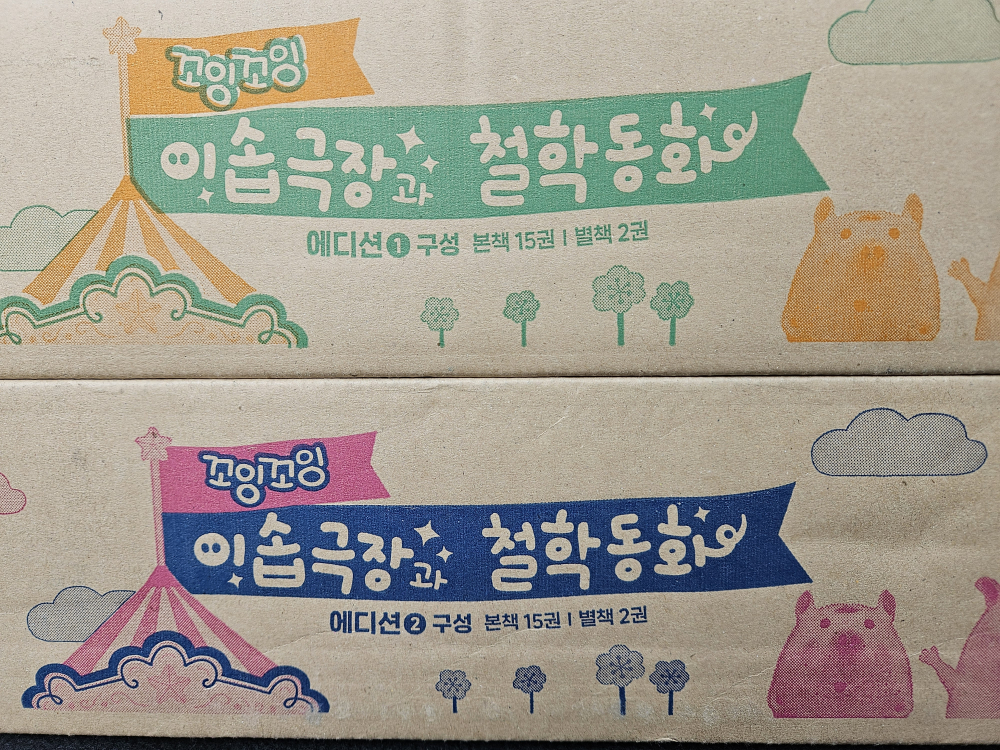 꼬잉꼬잉
이솝극장과 철학동화
에디션 1 구성 본책 15권 | 별책 2권
꼬잉꼬잉
이솝극장과 철학동화
에디션 2 구성 본책 15권 | 별책 2권